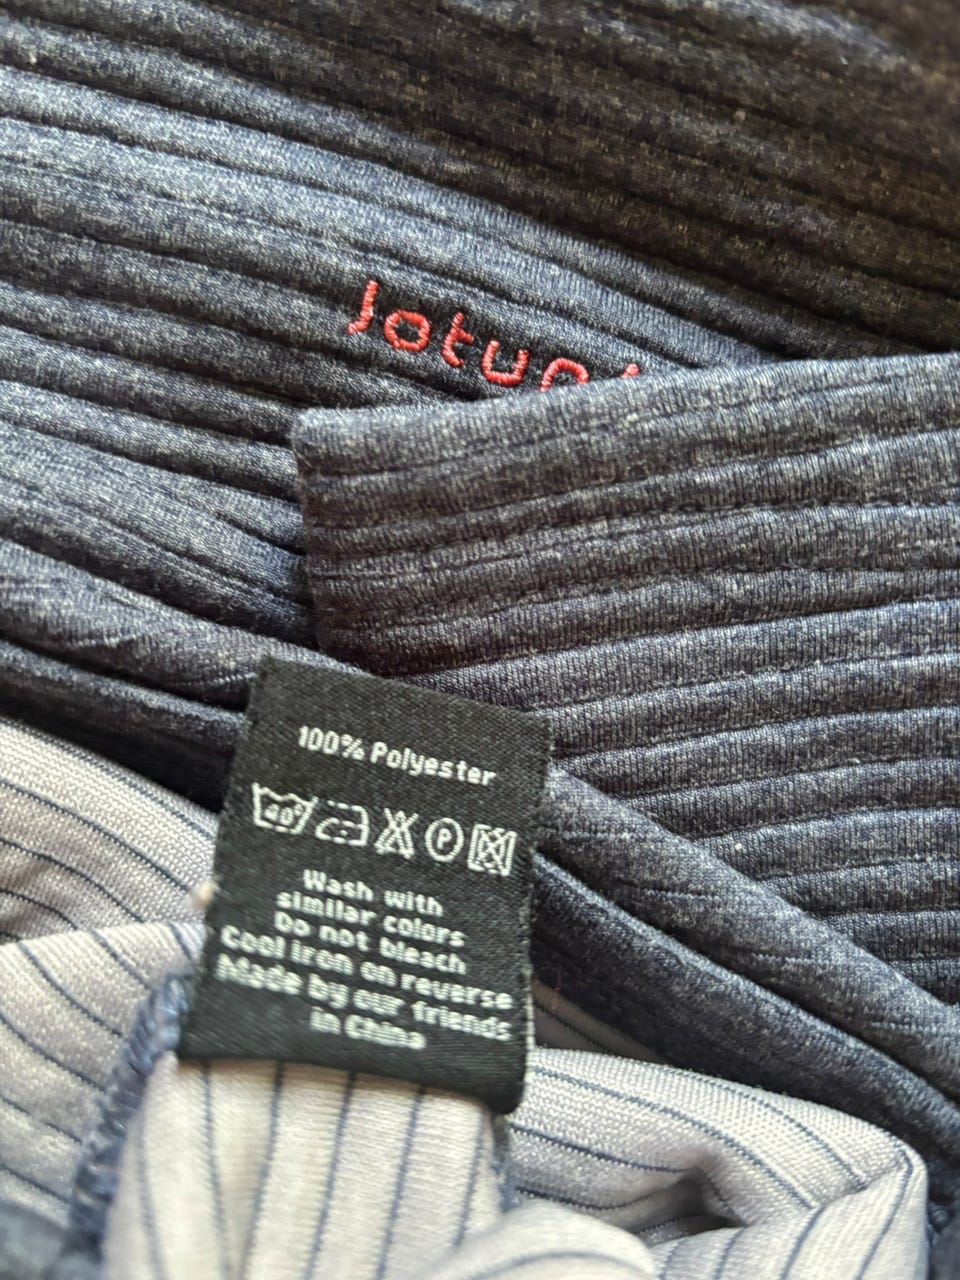 Jotun
100% Polyester
40°
P
Wash with
similar colors
Do not bleach
Cool iron on reverse
Made by our friends
in China